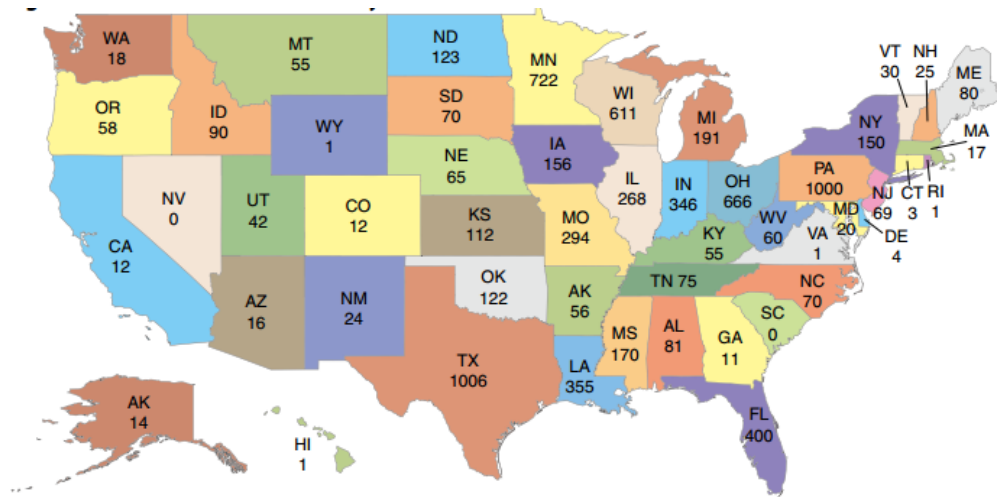 WA
18
MT
55
ND
123
MN
722
VT
30
NH
25
ME
80
OR
58
ID
90
WY
1
SD
70
WI
611
MI
191
NY
150
MA
17
NV
0
UT
42
CO
12
NE
65
IA
156
IL
268
IN
346
OH
666
PA
1000
NJ
69
CT
3
RI
1
CA
12
KS
112
MO
294
KY
55
WV
60
VA
1
MD
20
DE
4
AZ
16
NM
24
OK
122
AK
56
TN 75
NC
70
TX
1006
LA
355
MS
170
AL
81
GA
11
SC
0
AK
14
HI
1
FL
400